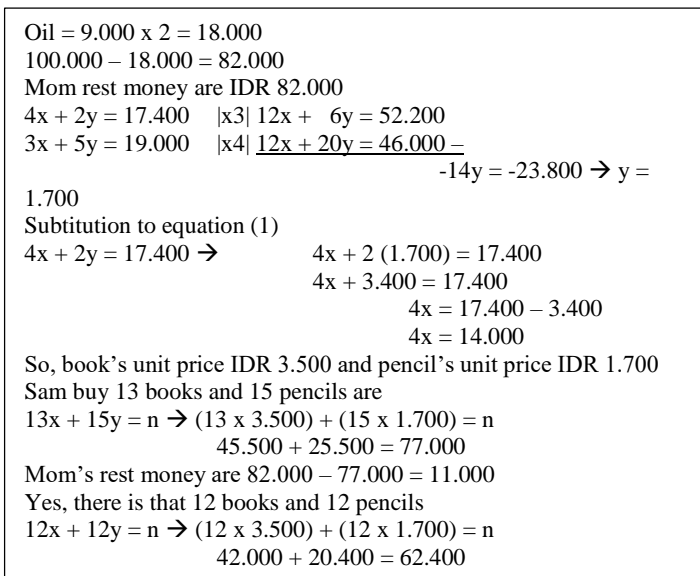 Oil = 9.000 x 2 = 18.000
100.000 – 18.000 = 82.000
Mom rest money are IDR 82.000
4x + 2y = 17.400 |x3| 12x + 6y = 52.200
3x + 5y = 19.000 |x4| 12x + 20y = 46.000 –
-14y = -23.800 → y =
1.700
Subtitution to equation (1)
4x + 2y = 17.400 → 4x + 2 (1.700) = 17.400
4x + 3.400 = 17.400
4x = 17.400 – 3.400
4x = 14.000
So, book's unit price IDR 3.500 and pencil's unit price IDR 1.700
Sam buy 13 books and 15 pencils are
13x + 15y = n → (13 x 3.500) + (15 x 1.700) = n
45.500 + 25.500 = 77.000
Mom's rest money are 82.000 – 77.000 = 11.000
Yes, there is that 12 books and 12 pencils
12x + 12y = n → (12 x 3.500) + (12 x 1.700) = n
42.000 + 20.400 = 62.400